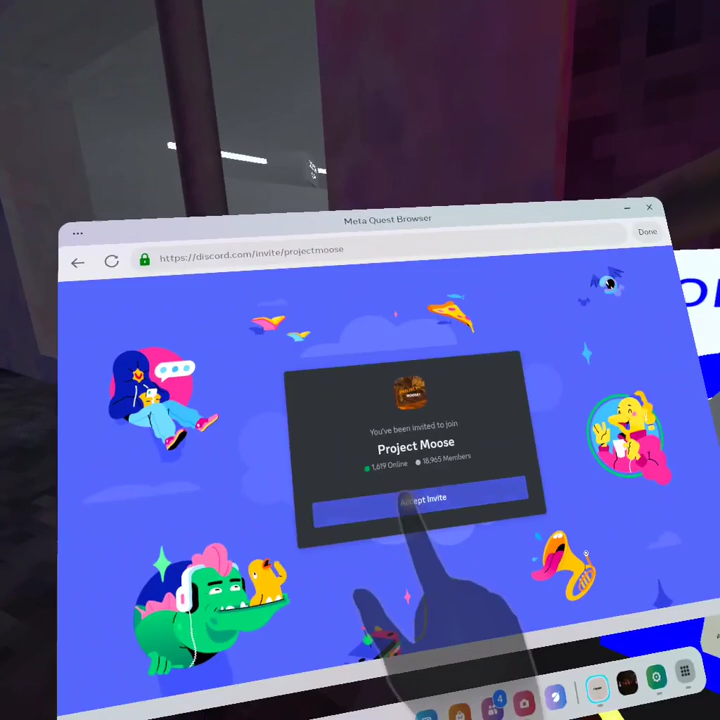 Meta Quest Browser
https://discord.com/invite/projectmoose
Done
You've been invited to join
Project Moose
1,619 Online
18,965 Members
Accept Invite
4